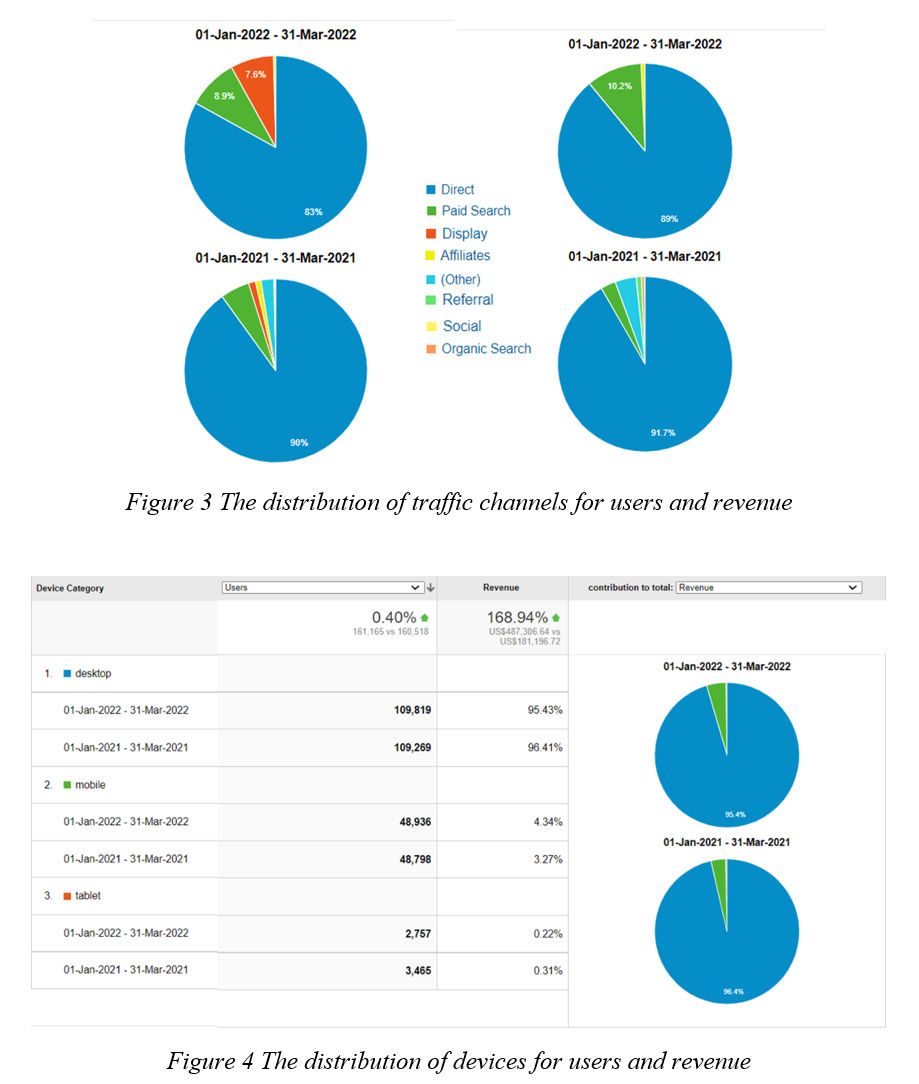 01-Jan-2022 - 31-Mar-2022
7.6%
8.9%
83%
01-Jan-2022 - 31-Mar-2022
10.2%
89%
Direct
Paid Search
Display
Affiliates
(Other)
Referral
Social
Organic Search
01-Jan-2021 - 31-Mar-2021
90%
01-Jan-2021 - 31-Mar-2021
91.7%
Figure 3 The distribution of traffic channels for users and revenue
Device Category Users Revenue contribution to total: Revenue
0.40% 168.94%
161,165 vs 160,518 US$487,306.64 vs
US$181,196.72
1. desktop
01-Jan-2022 - 31-Mar-2022 109,819 95.43%
01-Jan-2021 - 31-Mar-2021 109,269 96.41%
2. mobile
01-Jan-2022 - 31-Mar-2022 48,936 4.34%
01-Jan-2021 - 31-Mar-2021 48,798 3.27%
3. tablet
01-Jan-2022 - 31-Mar-2022 2,757 0.22%
01-Jan-2021 - 31-Mar-2021 3,465 0.31%
01-Jan-2022 - 31-Mar-2022
95.4%
01-Jan-2021 - 31-Mar-2021
96.4%
Figure 4 The distribution of devices for users and revenue